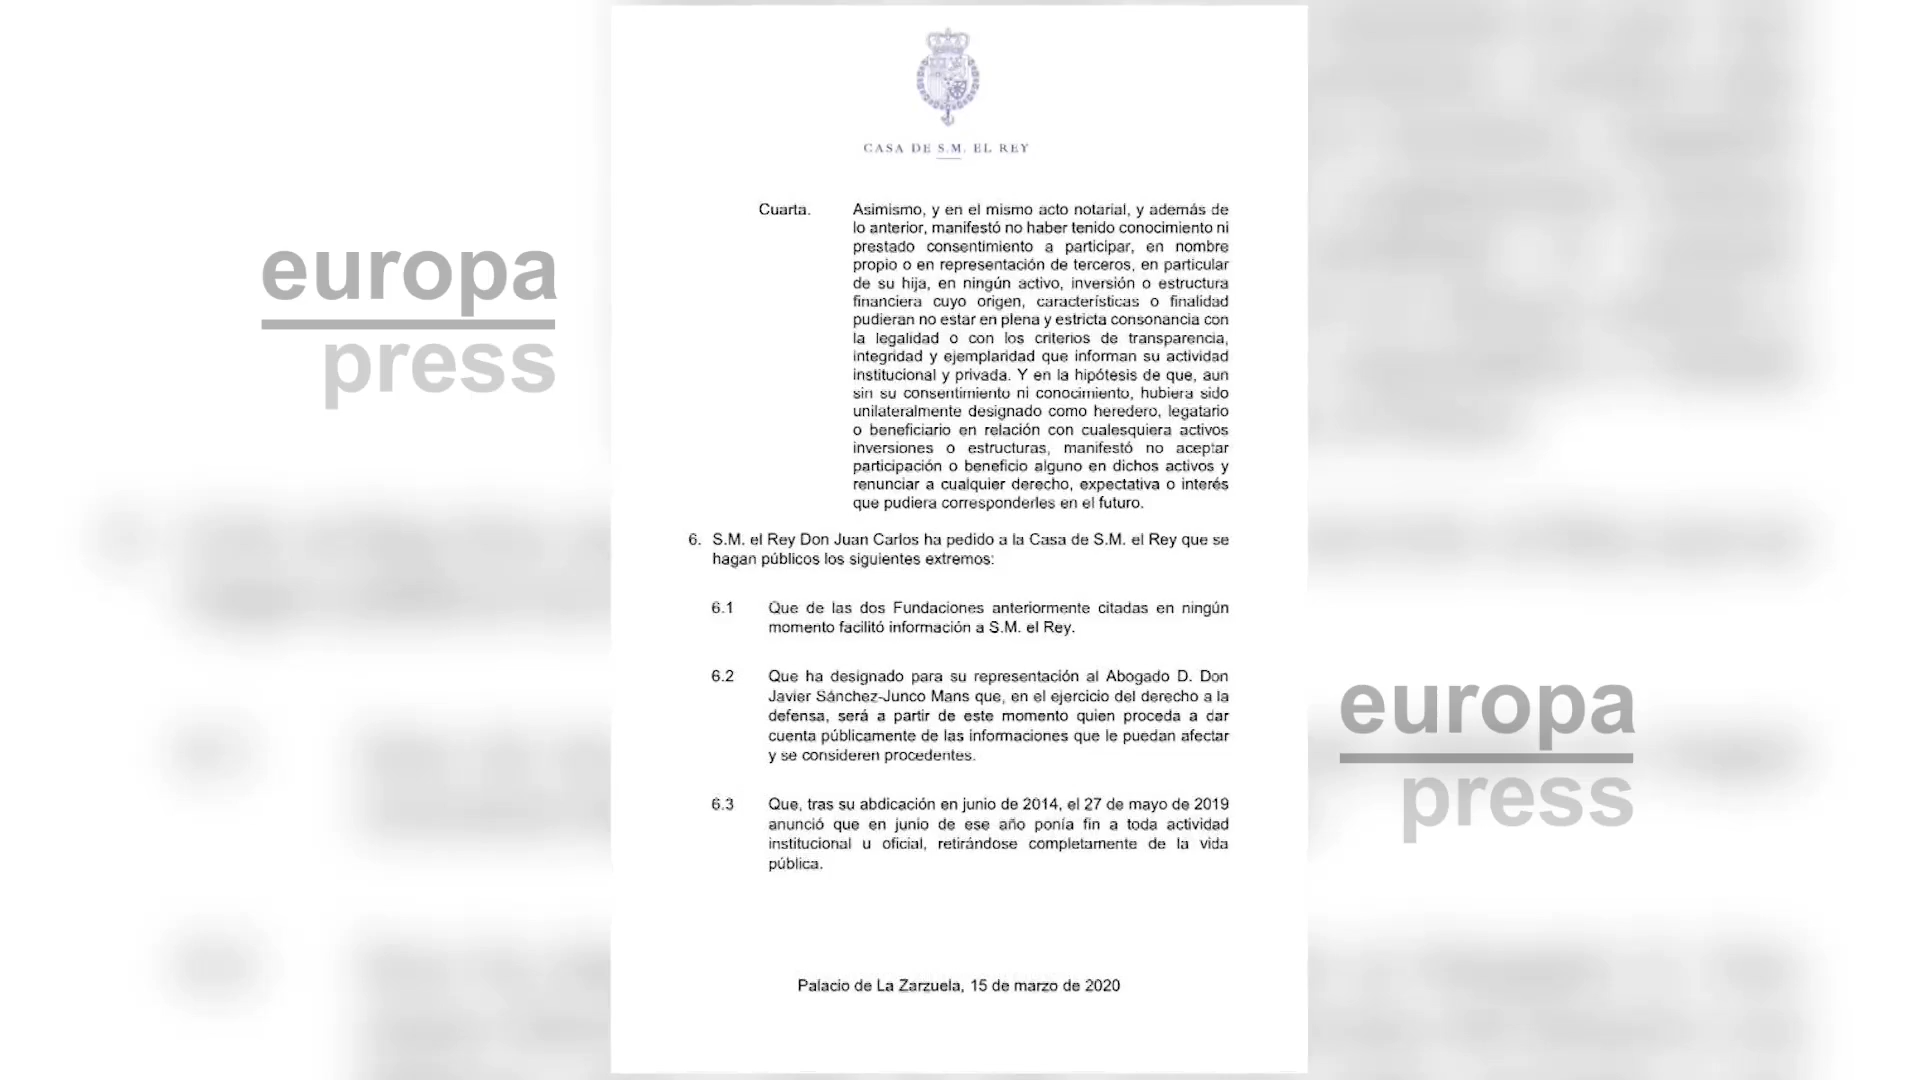 CASA DE S.M. EL REY
Cuarta. Asimismo, y en el mismo acto notarial, y además de
lo anterior, manifestó no haber tenido conocimiento ni
prestado consentimiento a participar, en nombre
propio o en representación de terceros, en particular
de su hija, en ningún activo, inversión o estructura
financiera cuyo origen, características o finalidad
pudieran no estar en plena y estricta consonancia con
la legalidad o con los criterios de transparencia,
integridad y ejemplaridad que informan su actividad
institucional y privada. Y en la hipótesis de que, aun
sin su consentimiento ni conocimiento, hubiera sido
unilateralmente designado como heredero, legatario
o beneficiario en relación con cualesquiera activos
inversiones o estructuras, manifestó no aceptar
participación o beneficio alguno en dichos activos y
renunciar a cualquier derecho, expectativa o interés
que pudiera corresponderles en el futuro.
6. S.M. el Rey Don Juan Carlos ha pedido a la Casa de S.M. el Rey que se
hagan públicos los siguientes extremos:
6.1 Que de las dos Fundaciones anteriormente citadas en ningún
momento facilitó información a S.M. el Rey.
6.2 Que ha designado para su representación al Abogado D. Don
Javier Sánchez-Junco Mans que, en el ejercicio del derecho a la
defensa, será a partir de este momento quien proceda a dar
cuenta públicamente de las informaciones que le puedan afectar
y se consideren procedentes.
6.3 Que, tras su abdicación en junio de 2014, el 27 de mayo de 2019
anunció que en junio de ese año ponía fin a toda actividad
institucional u oficial, retirándose completamente de la vida
pública.
Palacio de La Zarzuela, 15 de marzo de 2020
europa
press
europa
press